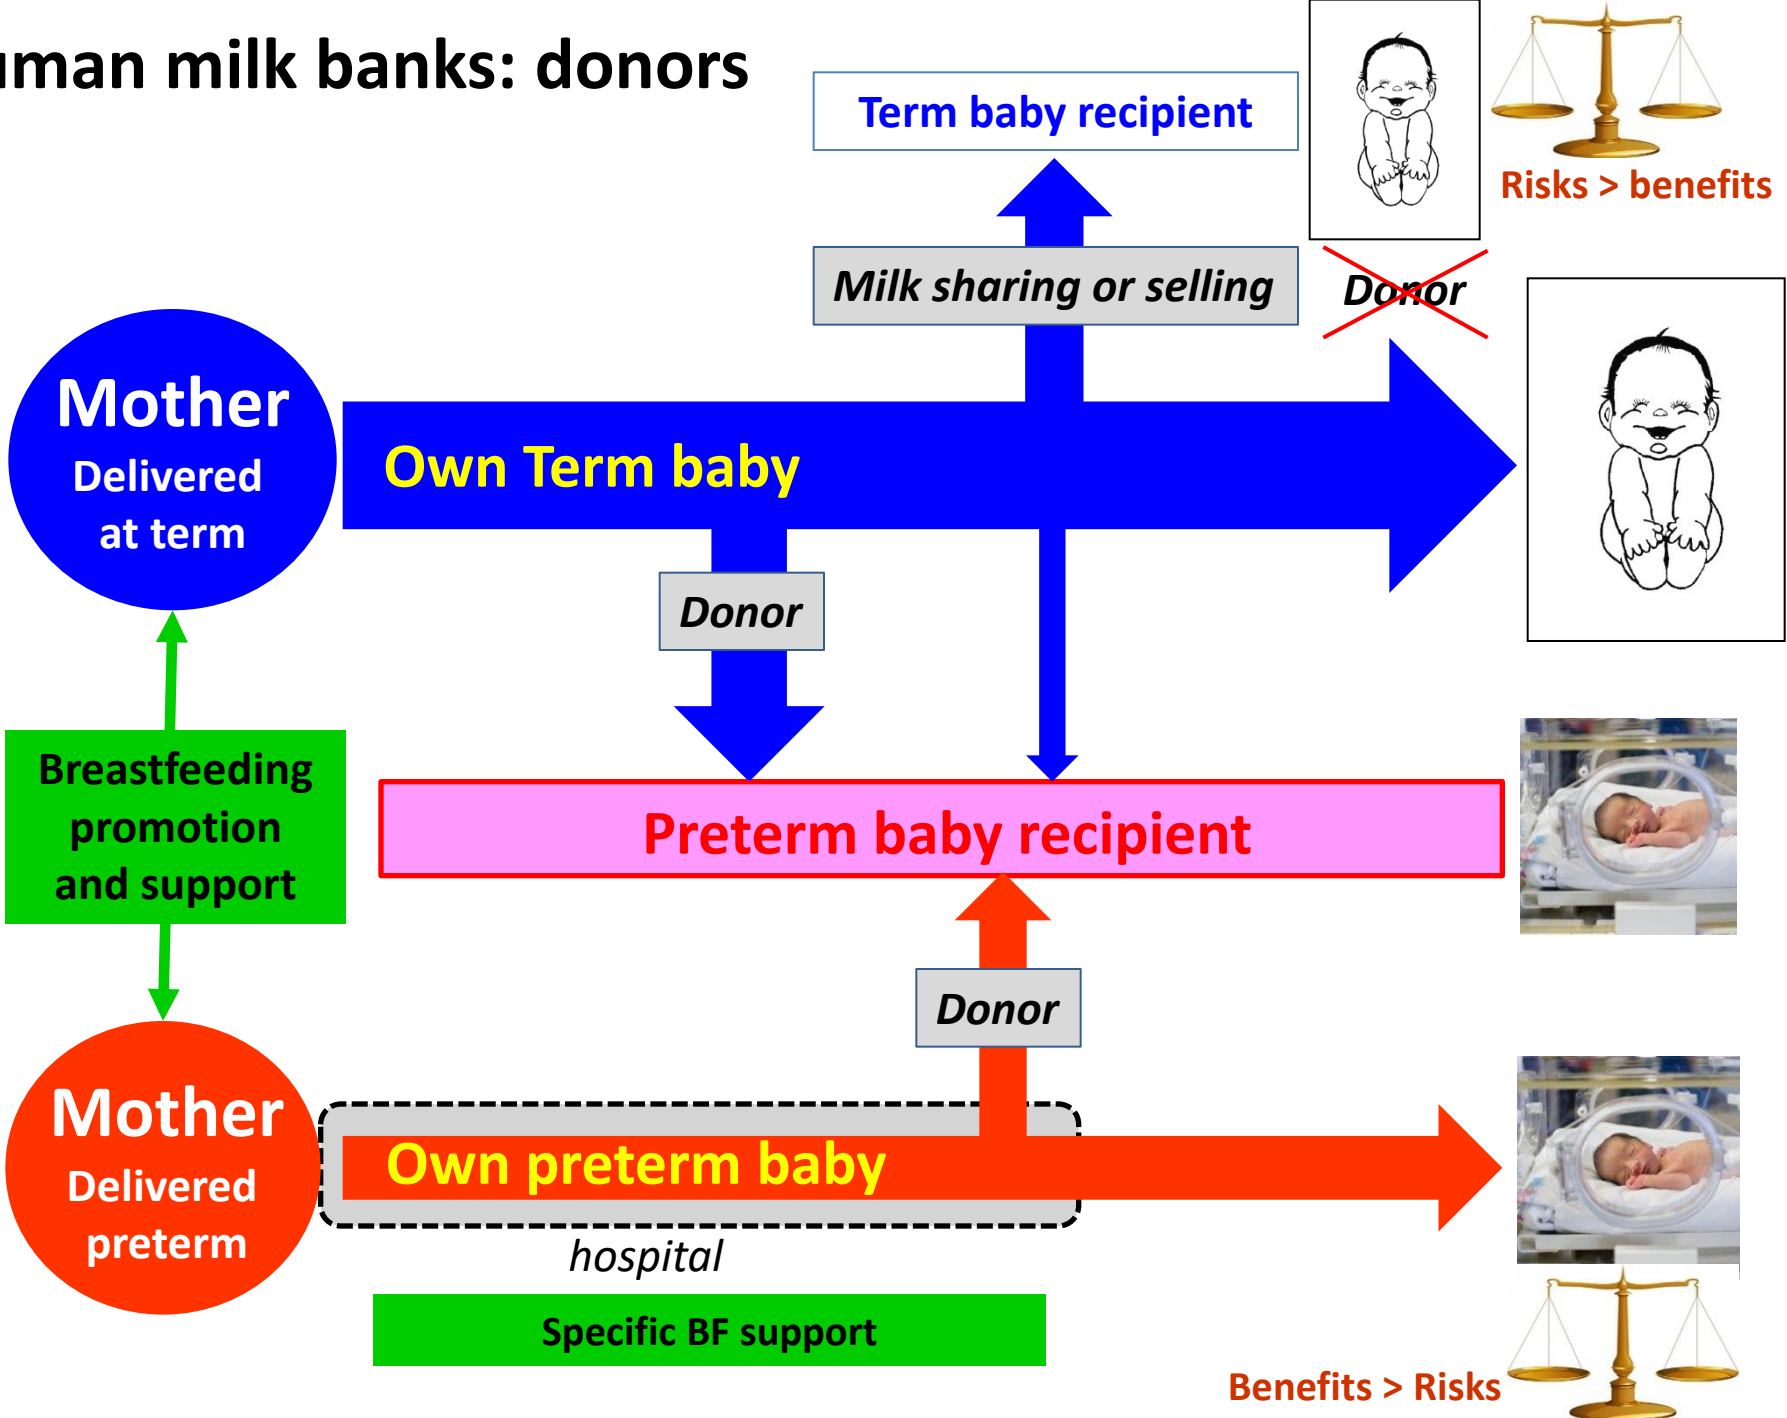 uman milk banks: donors
Term baby recipient
Risks > benefits
Milk sharing or selling
Donor
Mother
Delivered
at term
Own Term baby
Donor
Breastfeeding
promotion
and support
Preterm baby recipient
Donor
Mother
Delivered
preterm
Own preterm baby
hospital
Specific BF support
Benefits > Risks